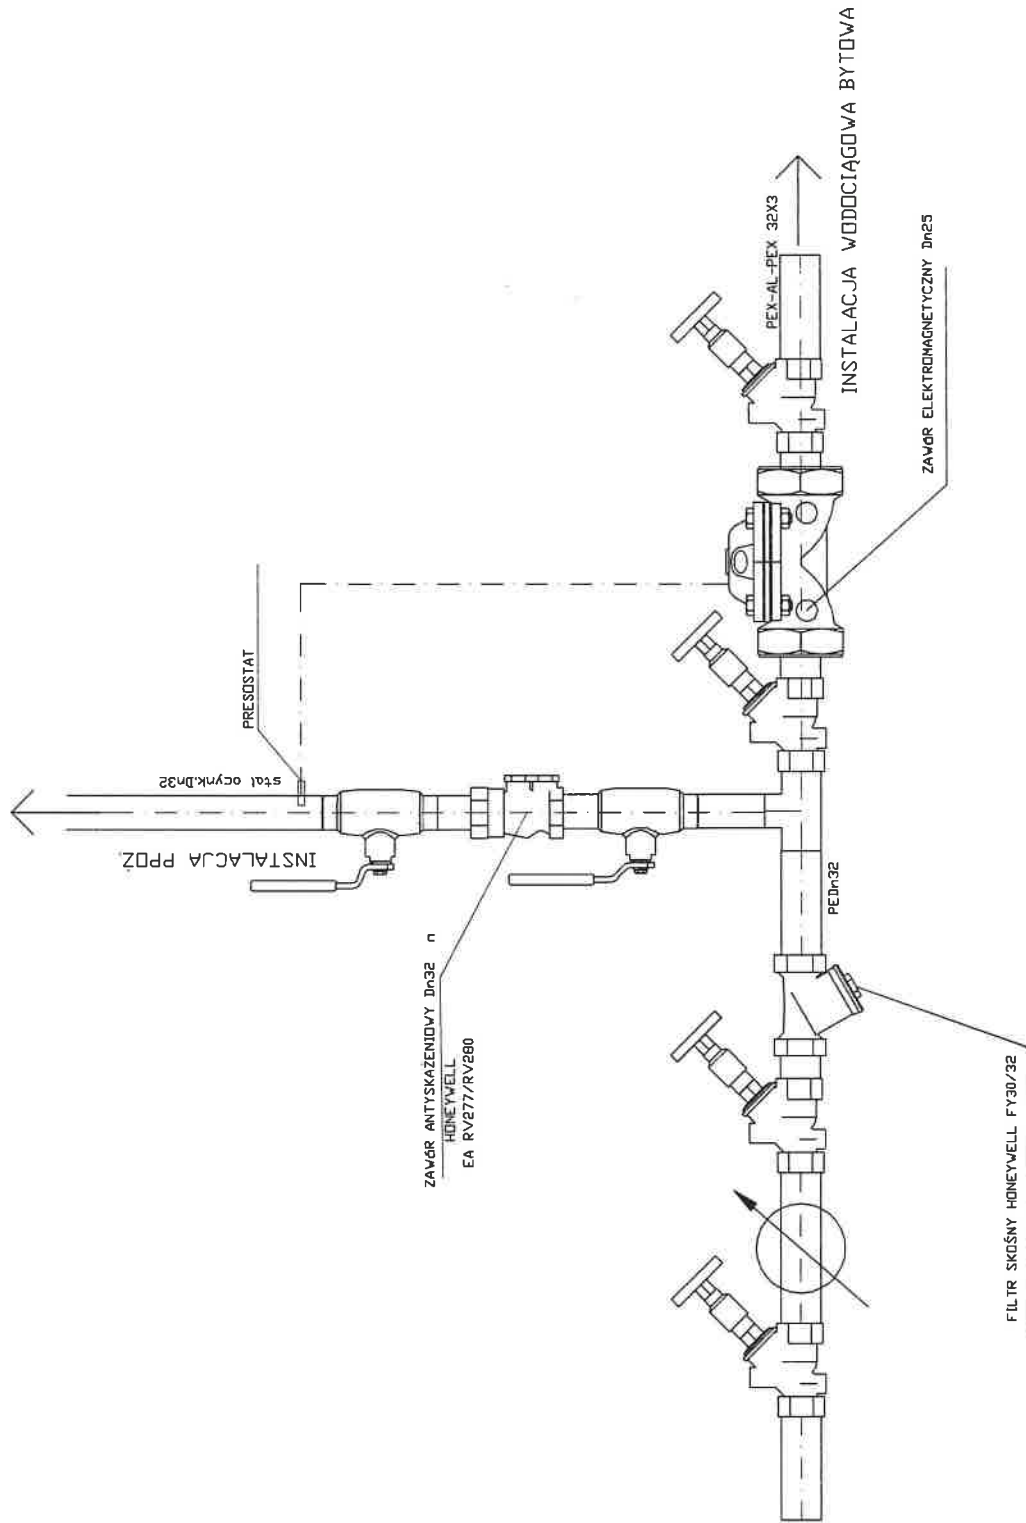 INSTALACJA WODOCIĄGOWA BYTOWA
PEX-AL-PEX 32X3
ZAWÓR ELEKTROMAGNETYCZNY Dn25
PRESOSTAT
stal ocynk.Dn32
INSTALACJA PPOŻ.
PEDn32
ZAWÓR ANTYSKAŻENIOWY Dn32 n
HONEYWELL
EA RV277/RV280
FILTR SKOŚNY HONEYWELL FY30/32